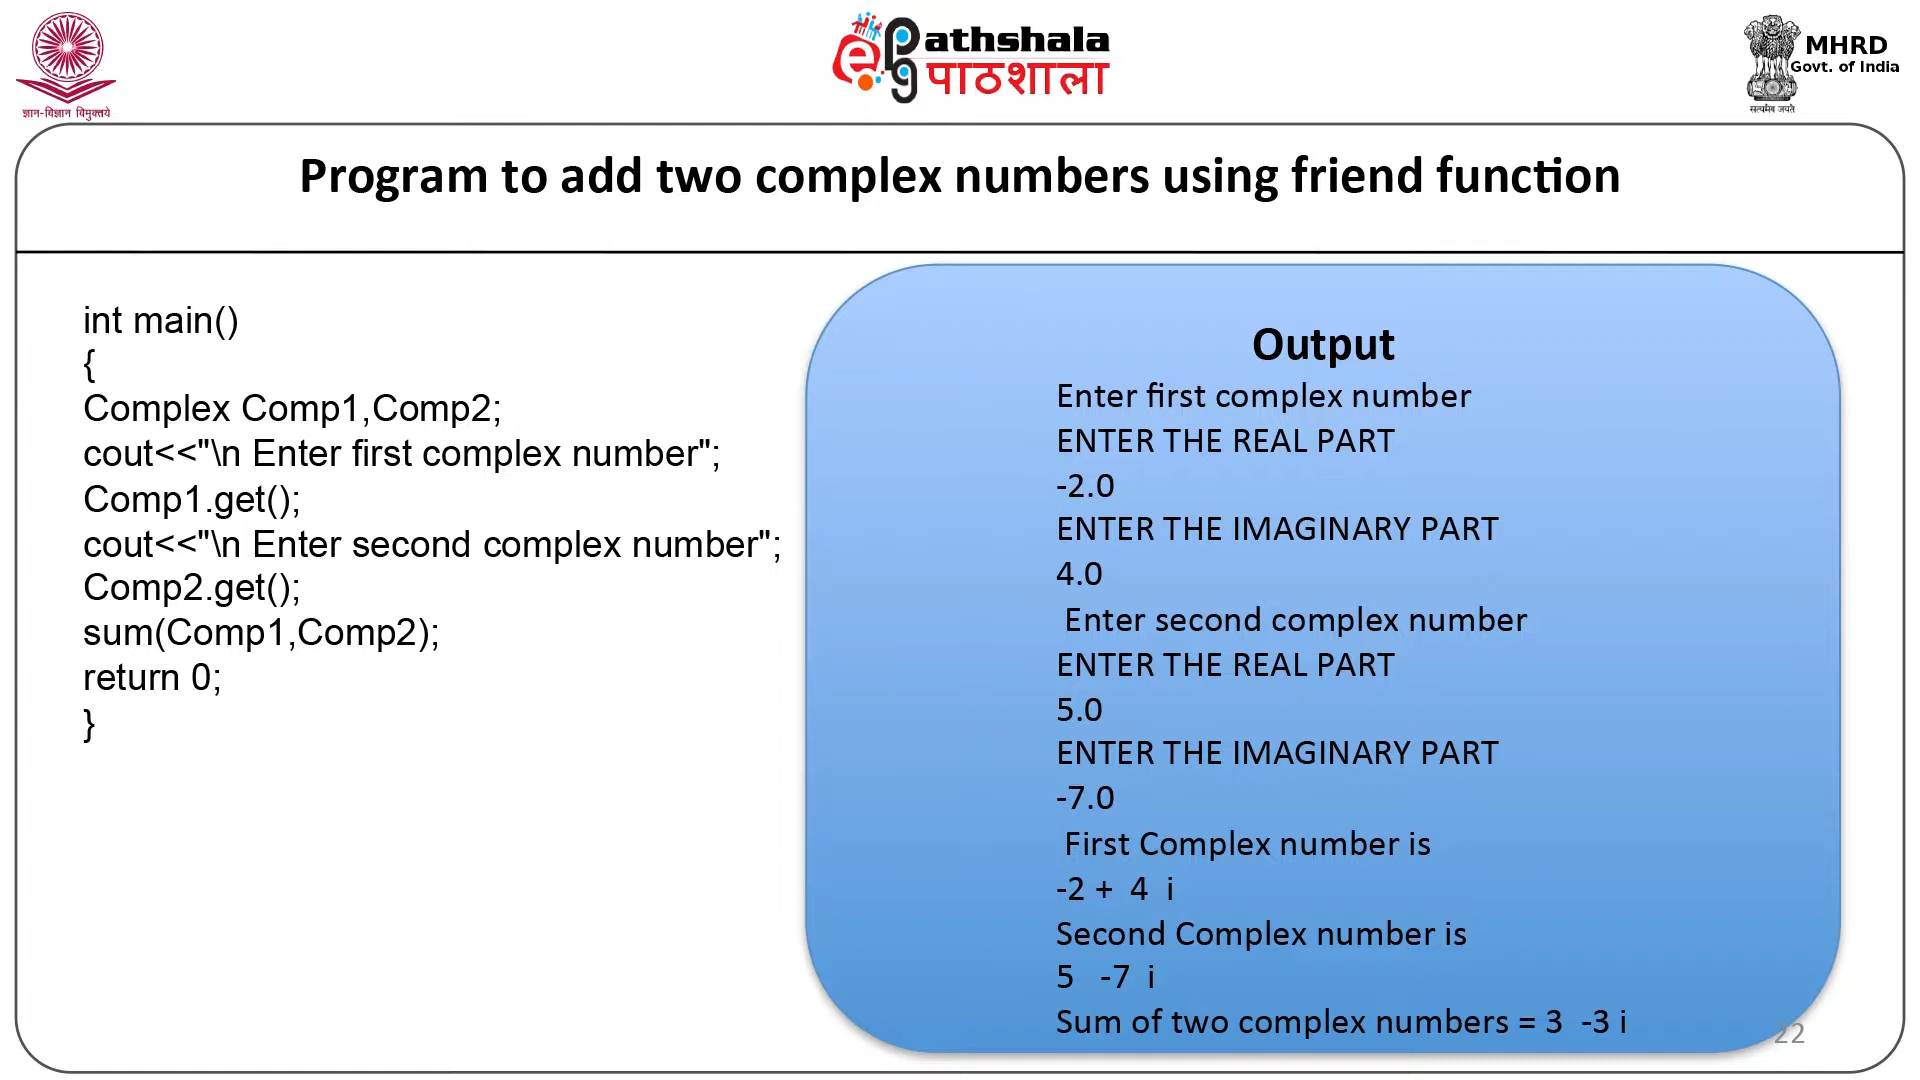 ज्ञान-विज्ञान विमुक्तये
ePG Pathshala
पाठशाला
MHRD
Govt. of India
सत्यमेव जयते
Program to add two complex numbers using friend function
int main()
{
Complex Comp1,Comp2;
cout<<"\n Enter first complex number";
Comp1.get();
cout<<"\n Enter second complex number";
Comp2.get();
sum(Comp1,Comp2);
return 0;
}
Output
Enter first complex number
ENTER THE REAL PART
-2.0
ENTER THE IMAGINARY PART
4.0
Enter second complex number
ENTER THE REAL PART
5.0
ENTER THE IMAGINARY PART
-7.0
First Complex number is
-2 +  4  i
Second Complex number is
5   -7  i
Sum of two complex numbers = 3  -3 i
22